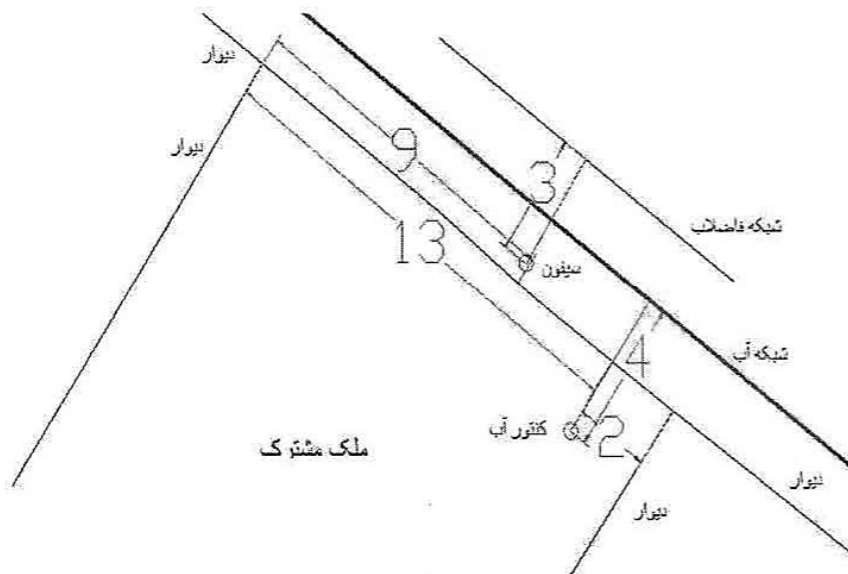 دیوار
دیوار
9
3
شبکه فاضلاب
13
سیفون
شبکه آب
4
کنتور آب
2
ملک مشترک
دیوار
دیوار